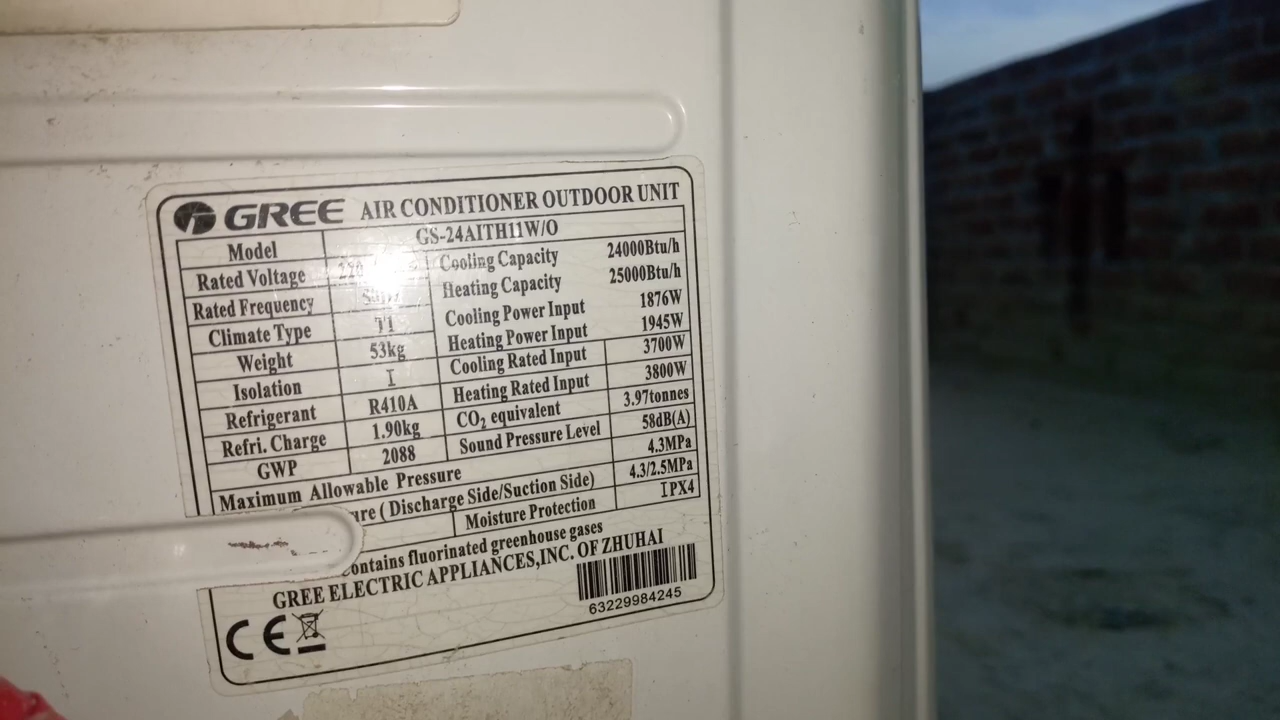 GREE AIR CONDITIONER OUTDOOR UNIT
Model GS-24AITH11W/O
Rated Voltage Cooling Capacity 24000Btu/h
Rated Frequency Heating Capacity 25000Btu/h
Climate Type T1 Cooling Power Input 1876W
Weight 53kg Heating Power Input 1945W
Isolation I Cooling Rated Input 3700W
Refrigerant R410A Heating Rated Input 3800W
Refri. Charge 1.90kg CO₂ equivalent 3.97tonnes
GWP 2088 Sound Pressure Level 58dB(A)
Maximum Allowable Pressure 4.3MPa
(Discharge Side/Suction Side) 4.3/2.5MPa
Moisture Protection IPX4
ontains fluorinated greenhouse gases
GREE ELECTRIC APPLIANCES,INC. OF ZHUHAI
CE
63229984245